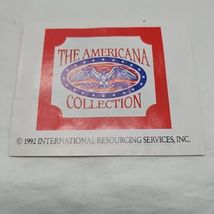 THE AMERICANA
COLLECTION
© 1992 INTERNATIONAL RESOURCING SERVICES, INC.